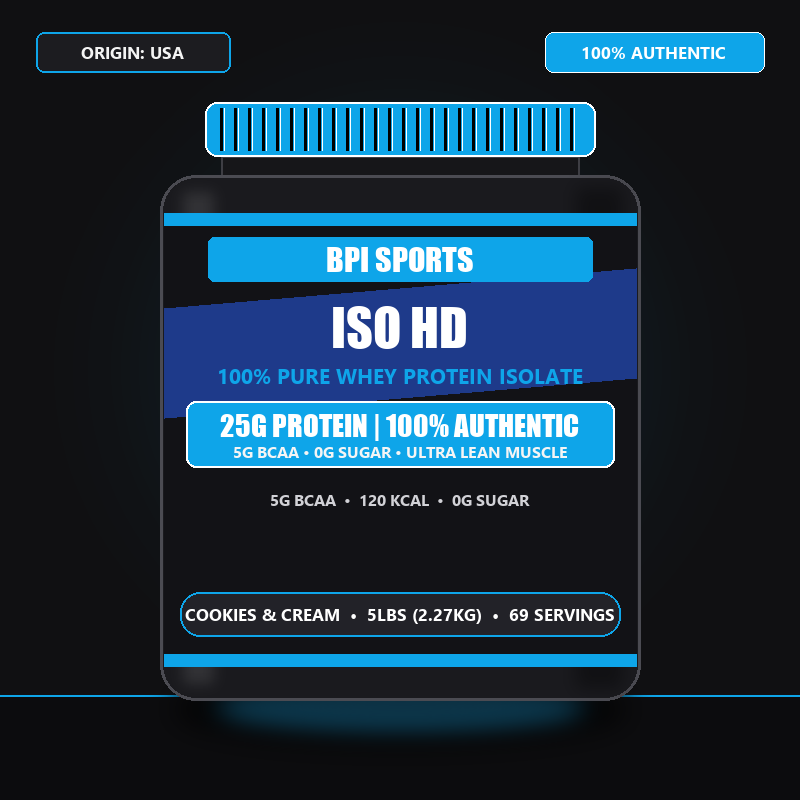 ORIGIN: USA
100% AUTHENTIC
BPI SPORTS
ISO HD
100% PURE WHEY PROTEIN ISOLATE
25G PROTEIN | 100% AUTHENTIC
5G BCAA • 0G SUGAR • ULTRA LEAN MUSCLE
5G BCAA • 120 KCAL • 0G SUGAR
COOKIES & CREAM • 5LBS (2.27KG) • 69 SERVINGS